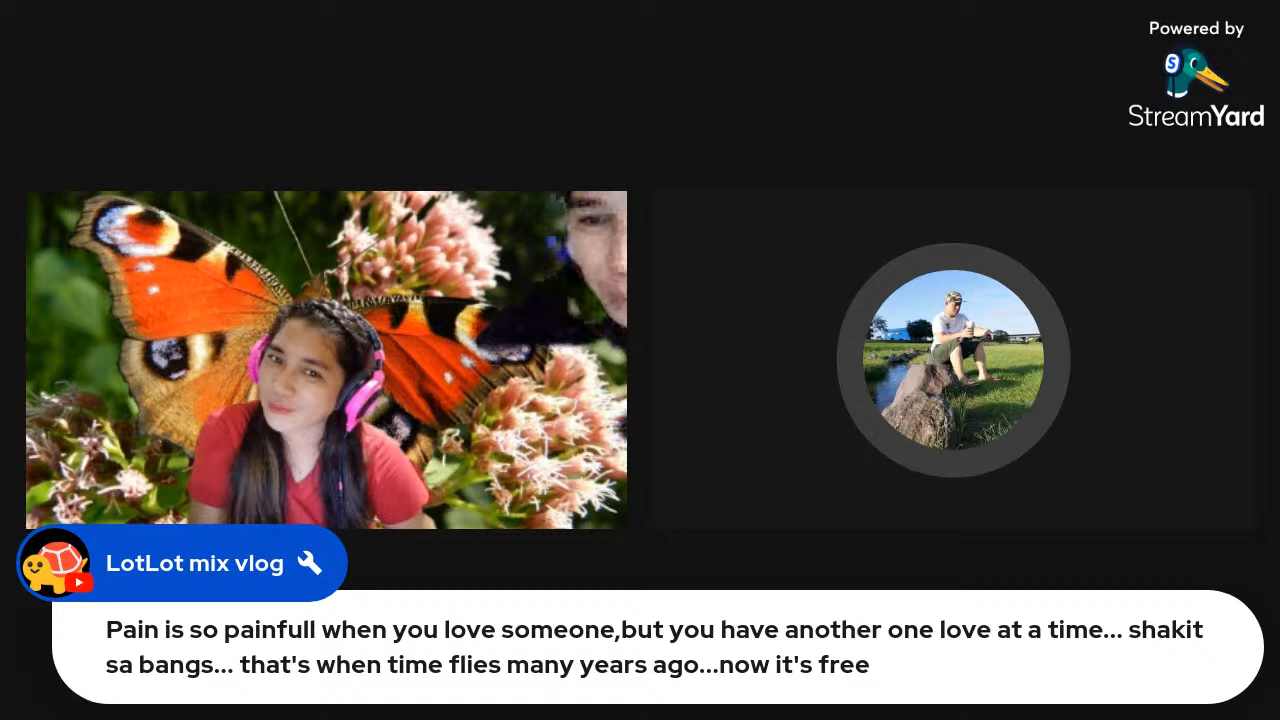 Powered by
S
StreamYard
LotLot mix vlog
Pain is so painfull when you love someone,but you have another one love at a time... shakit
sa bangs... that's when time flies many years ago...now it's free